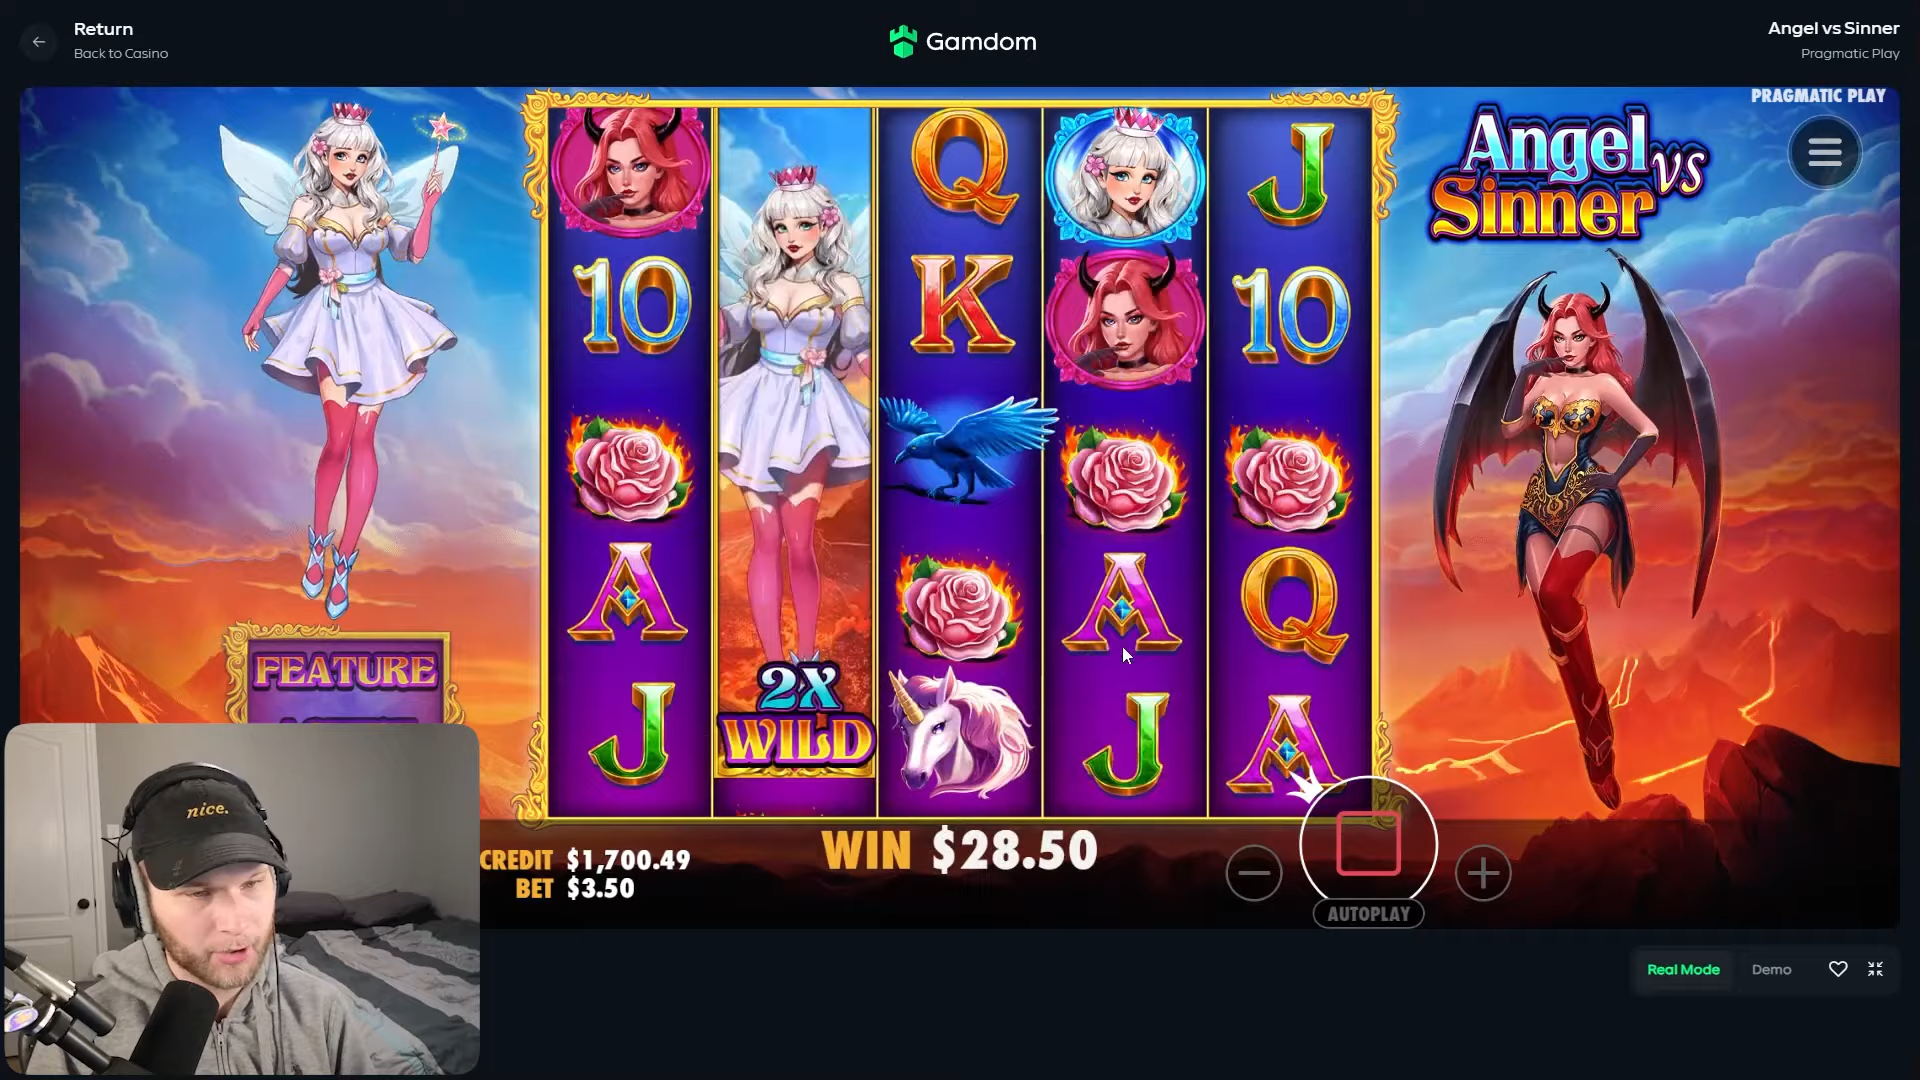 Return
Back to Casino
Gamdom
Angel vs Sinner
Pragmatic Play
PRAGMATIC PLAY
Angel vs
Sinner
Q
J
10
K
10
A
A
Q
J
2X
WILD
J
A
FEATURE
nice.
CREDIT $1,700.49
BET $3.50
WIN $28.50
AUTOPLAY
Real Mode
Demo